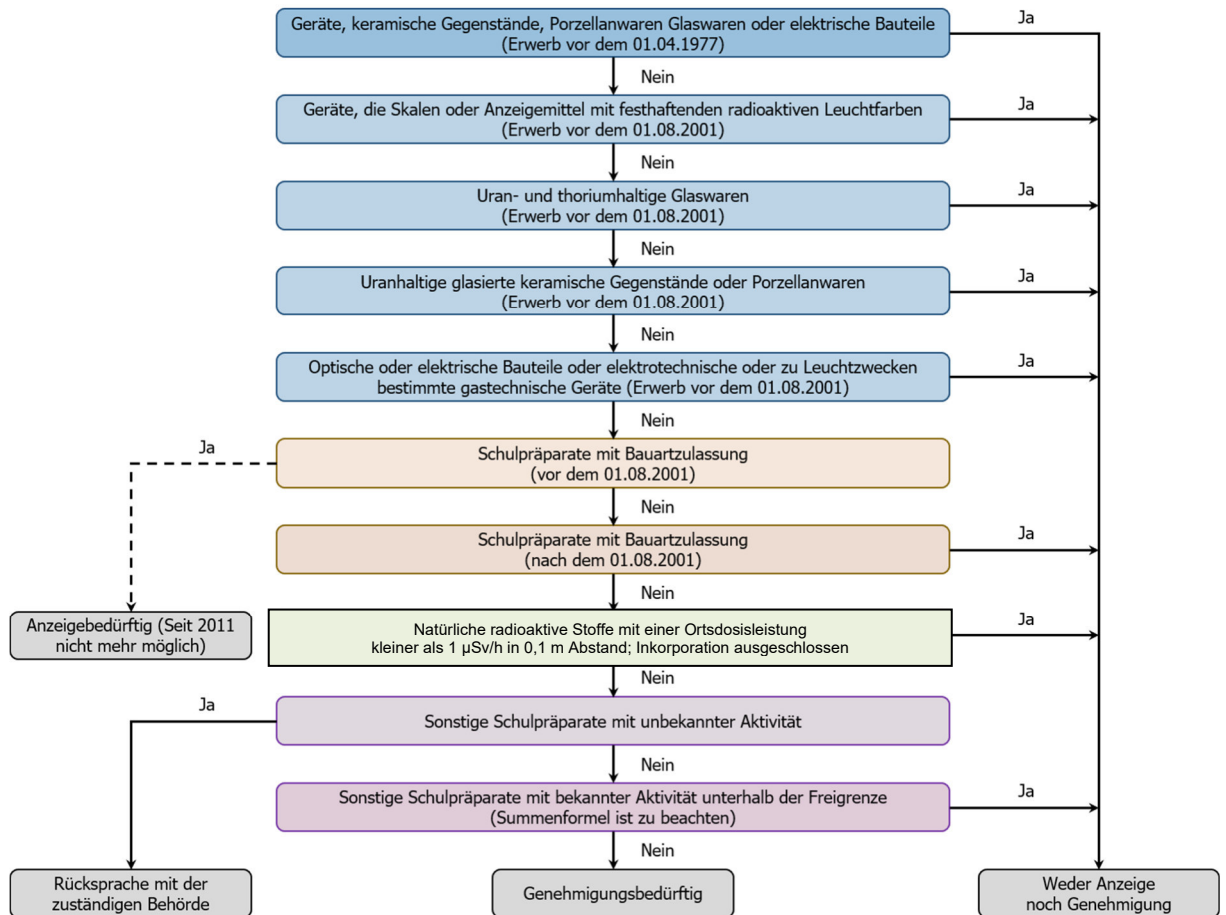 Geräte, keramische Gegenstände, Porzellanwaren Glaswaren oder elektrische Bauteile
(Erwerb vor dem 01.04.1977)
Ja
Nein
Geräte, die Skalen oder Anzeigemittel mit festhaftenden radioaktiven Leuchtfarben
(Erwerb vor dem 01.08.2001)
Ja
Nein
Uran- und thoriumhaltige Glaswaren
(Erwerb vor dem 01.08.2001)
Ja
Nein
Uranhaltige glasierte keramische Gegenstände oder Porzellanwaren
(Erwerb vor dem 01.08.2001)
Ja
Nein
Optische oder elektrische Bauteile oder elektrotechnische oder zu Leuchtzwecken
bestimmte gastechnische Geräte (Erwerb vor dem 01.08.2001)
Ja
Nein
Ja
Schulpräparate mit Bauartzulassung
(vor dem 01.08.2001)
Nein
Schulpräparate mit Bauartzulassung
(nach dem 01.08.2001)
Ja
Nein
Anzeigebedürftig (Seit 2011
nicht mehr möglich)
Natürliche radioaktive Stoffe mit einer Ortsdosisleistung
kleiner als 1 µSv/h in 0,1 m Abstand; Inkorporation ausgeschlossen
Ja
Nein
Ja
Sonstige Schulpräparate mit unbekannter Aktivität
Nein
Sonstige Schulpräparate mit bekannter Aktivität unterhalb der Freigrenze
(Summenformel ist zu beachten)
Ja
Nein
Rücksprache mit der
zuständigen Behörde
Genehmigungsbedürftig
Weder Anzeige
noch Genehmigung